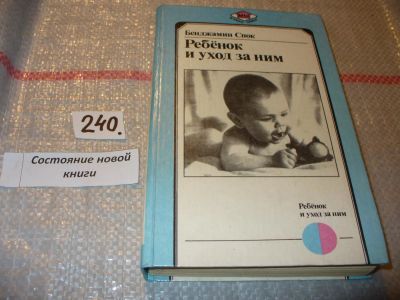 Бенджамин Спок
Ребёнок
и уход за ним
240.
Состояние новой
книги
Ребёнок
и уход за ним